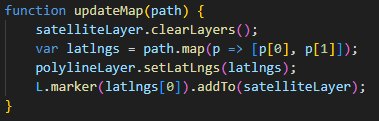 function updateMap(path) {
    satelliteLayer.clearLayers();
    var latlngs = path.map(p => [p[0], p[1]]);
    polylineLayer.setLatLngs(latlngs);
    L.marker(latlngs[0]).addTo(satelliteLayer);
}